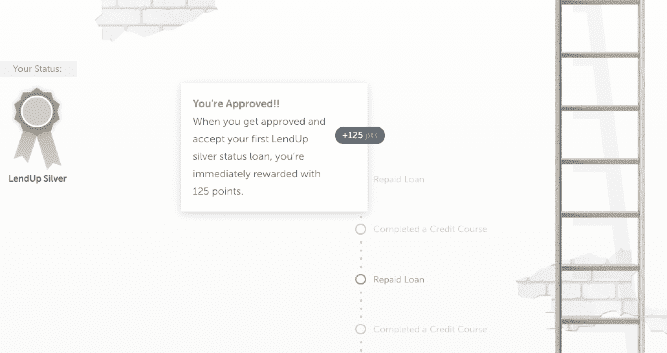 Your Status:
LendUp Silver
You're Approved!!
When you get approved and
accept your first LendUp
silver status loan, you're
immediately rewarded with
125 points.
+125 pts
Repaid Loan
Completed a Credit Course
Repaid Loan
Completed a Credit Course